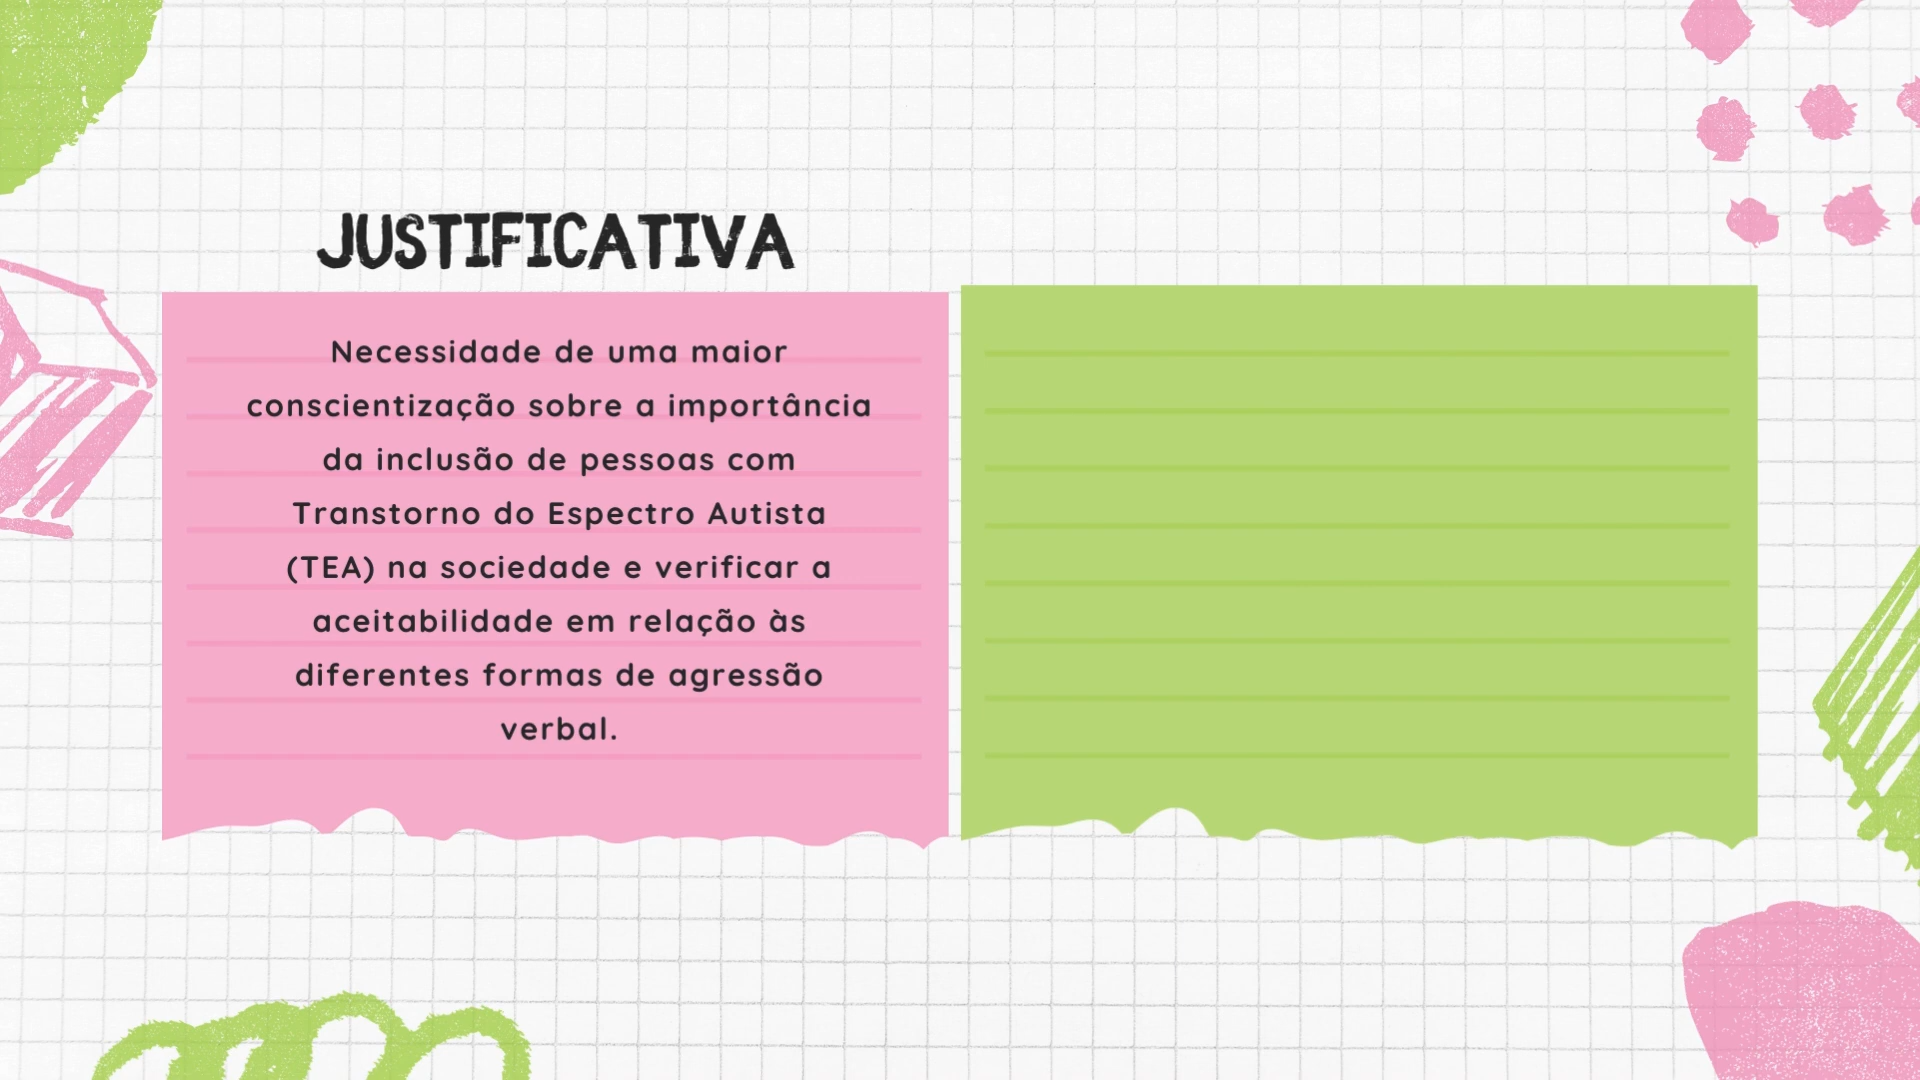 JUSTIFICATIVA
Necessidade de uma maior
conscientização sobre a importância
da inclusão de pessoas com
Transtorno do Espectro Autista
(TEA) na sociedade e verificar a
aceitabilidade em relação às
diferentes formas de agressão
verbal.